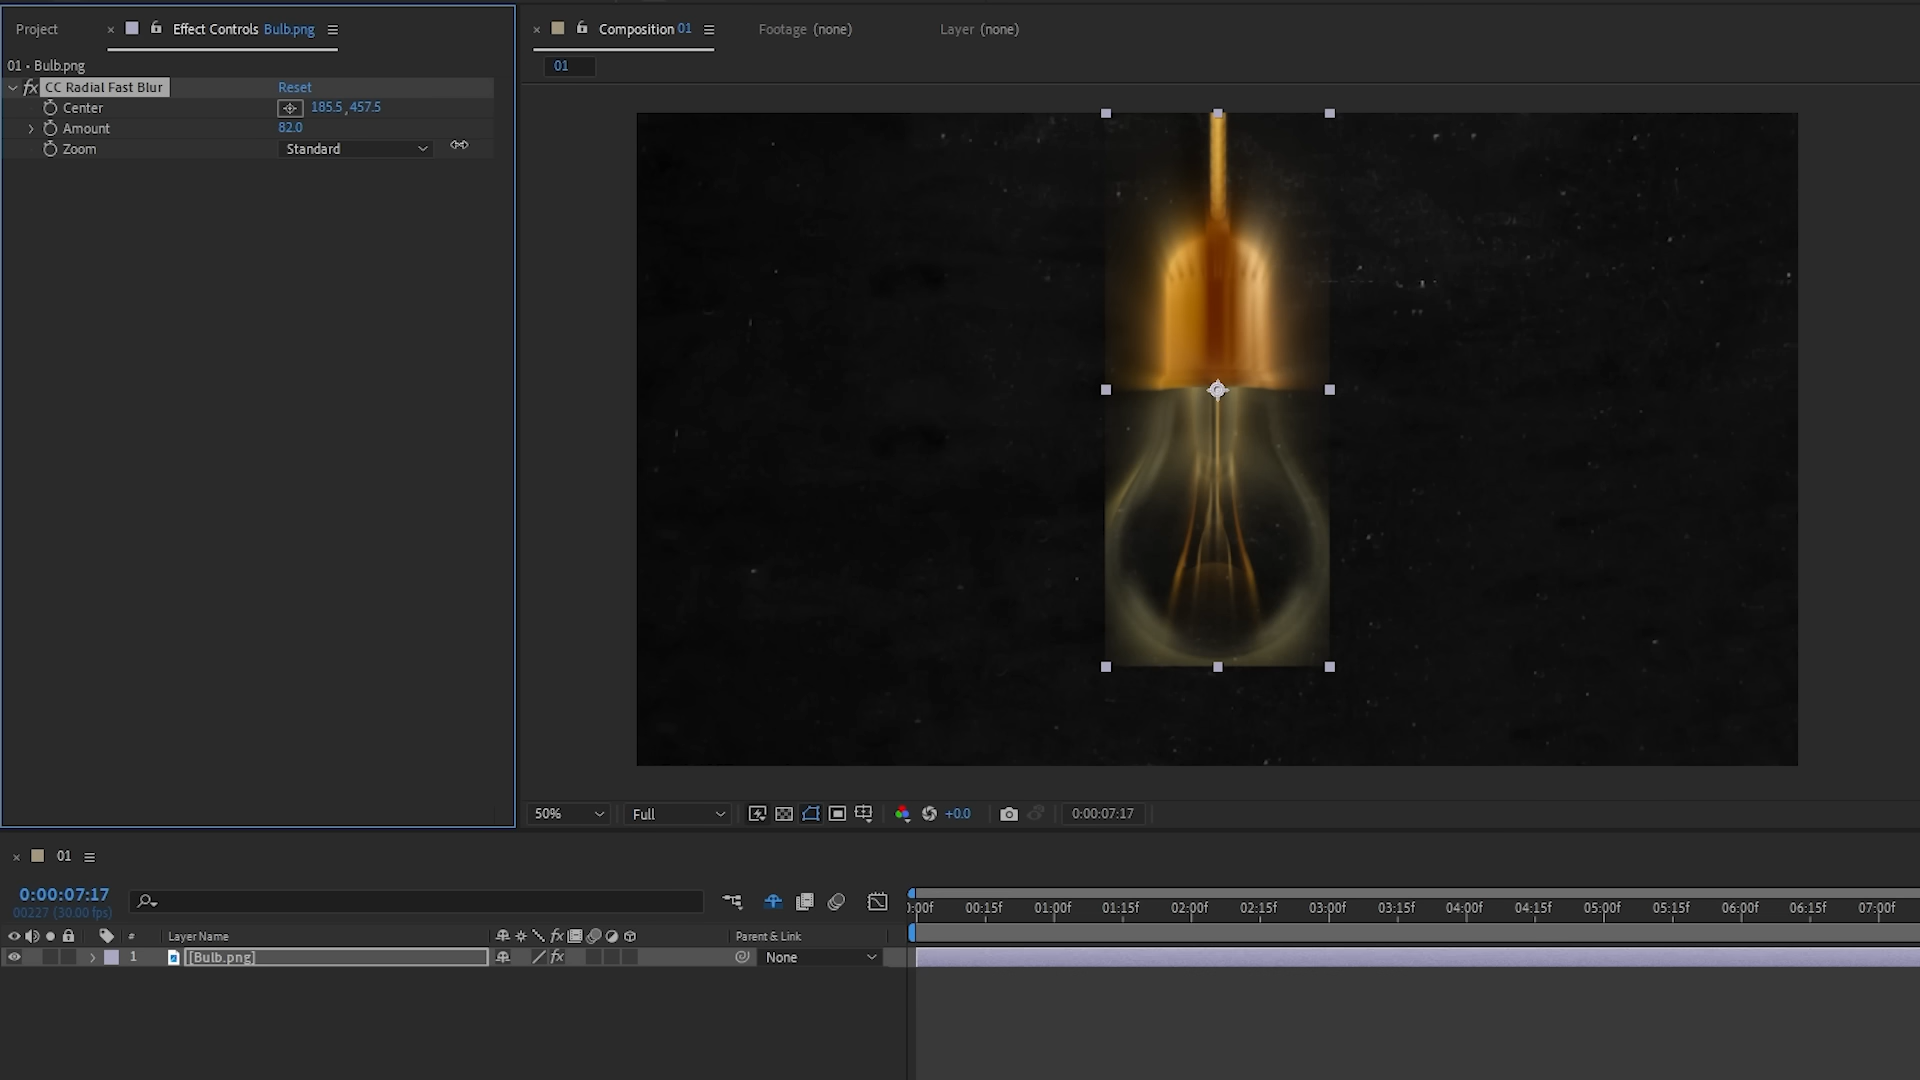 Project
× Effect Controls Bulb.png
01 • Bulb.png
fx CC Radial Fast Blur Reset
Center 185.5,457.5
Amount 82.0
Zoom Standard
× Composition 01
Footage (none)
Layer (none)
01
50% Full +0.0 0:00:07:17
× 01
0:00:07:17
00227 (30.00 fps)
:00f 00:15f 01:00f 01:15f 02:00f 02:15f 03:00f 03:15f 04:00f 04:15f 05:00f 05:15f 06:00f 06:15f 07:00f
# Layer Name fx Parent & Link
1 [Bulb.png] fx None